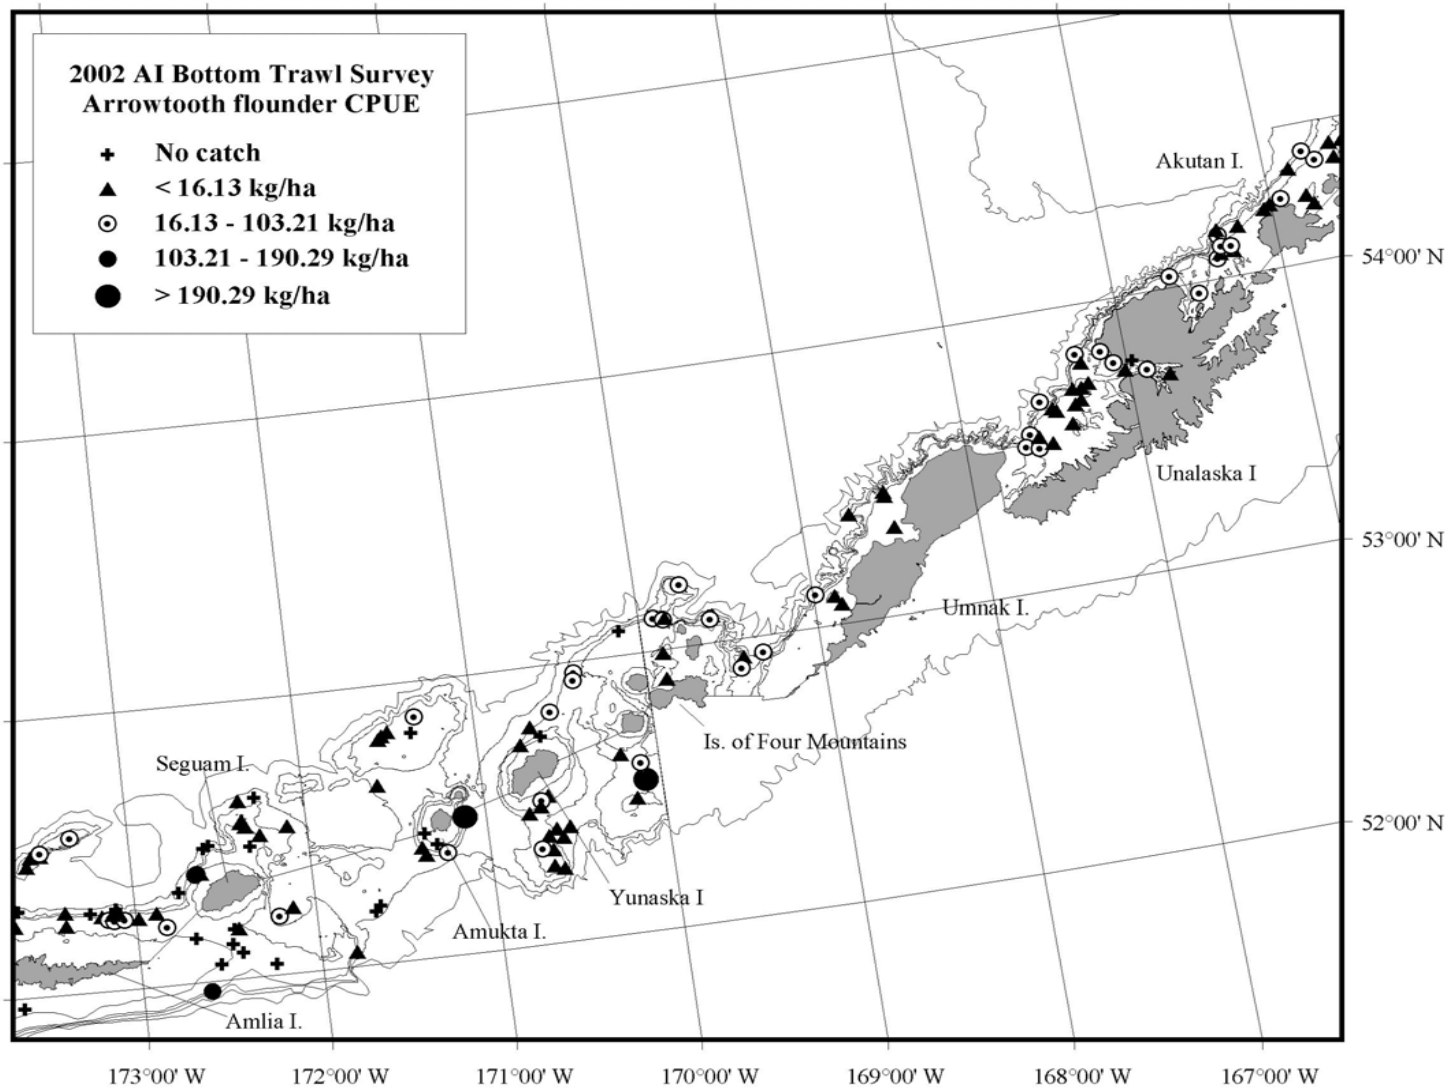 2002 AI Bottom Trawl Survey
Arrowtooth flounder CPUE
No catch
< 16.13 kg/ha
16.13 - 103.21 kg/ha
103.21 - 190.29 kg/ha
> 190.29 kg/ha
Akutan I.
54°00' N
Unalaska I
53°00' N
Umnak I.
Is. of Four Mountains
Seguam I.
52°00' N
Yunaska I
Amukta I.
Amlia I.
173°00' W
172°00' W
171°00' W
170°00' W
169°00' W
168°00' W
167°00' W